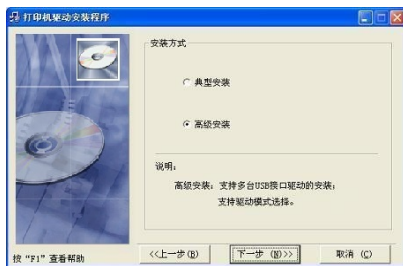 打印机驱动安装程序
安装方式
典型安装
高级安装
说明:
高级安装: 支持多台USB接口驱动的安装;
支持驱动模式选择。
按 "F1" 查看帮助
<<上一步(B)
下一步 (N)>>
取消 (C)